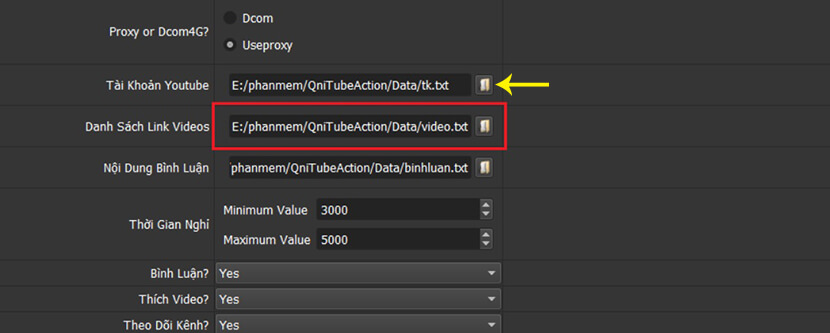 Proxy or Dcom4G?
Dcom
Useproxy
Tài Khoản Youtube E:/phanmem/QniTubeAction/Data/tk.txt
Danh Sách Link Videos E:/phanmem/QniTubeAction/Data/video.txt
Nội Dung Bình Luận /phanmem/QniTubeAction/Data/binhluan.txt
Thời Gian Nghỉ
Minimum Value 3000
Maximum Value 5000
Bình Luận? Yes
Thích Video? Yes
Theo Dõi Kênh? Yes